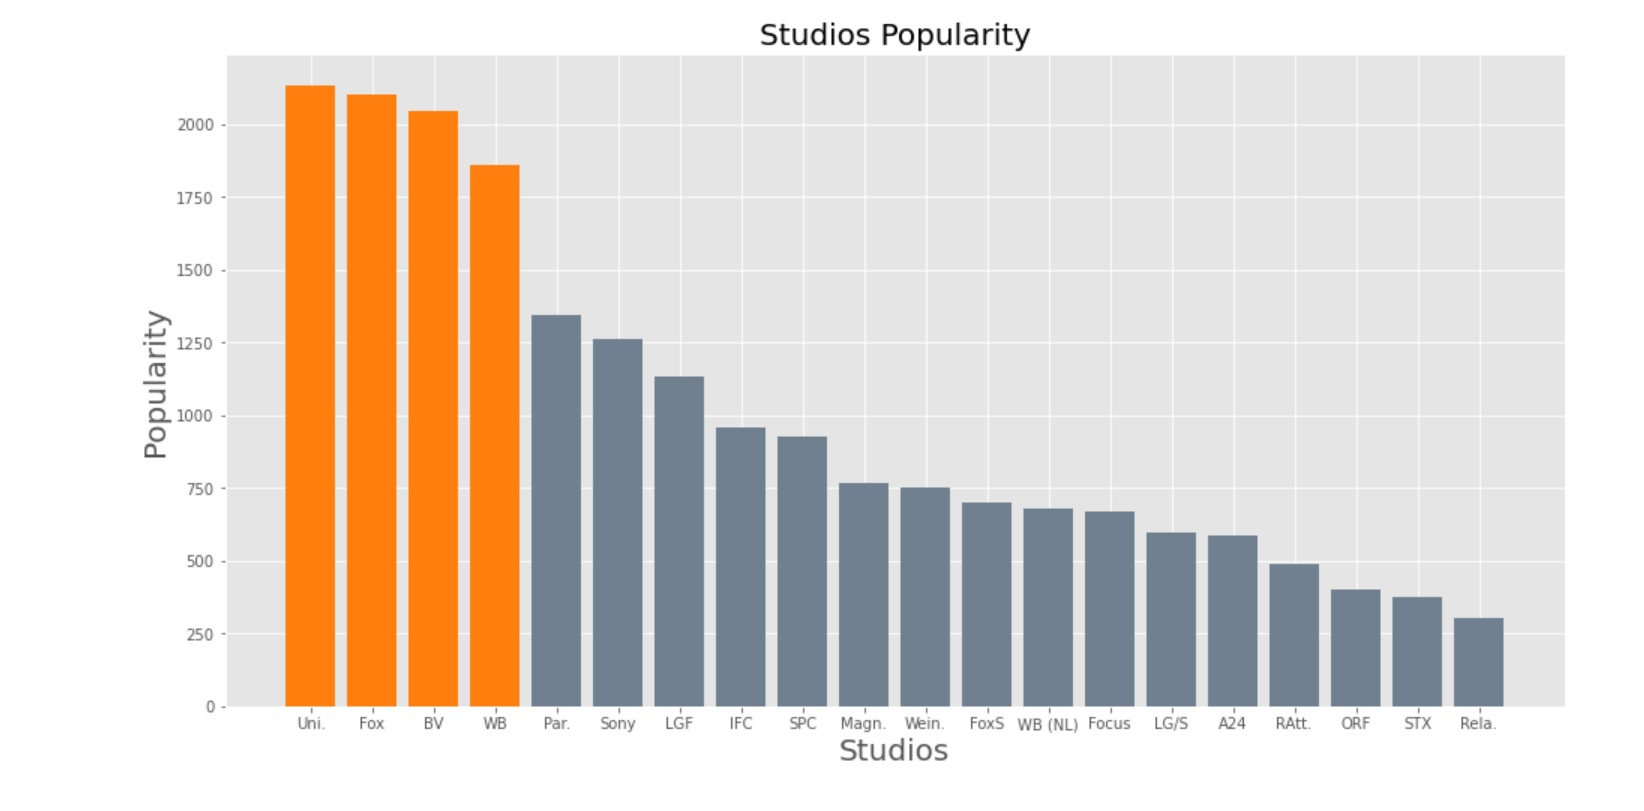 Studios Popularity
Popularity
2000
1750
1500
1250
1000
750
500
250
0
Uni. Fox BV WB Par. Sony LGF IFC SPC Magn. Wein. FoxS WB (NL) Focus LG/S A24 RAtt. ORF STX Rela.
Studios